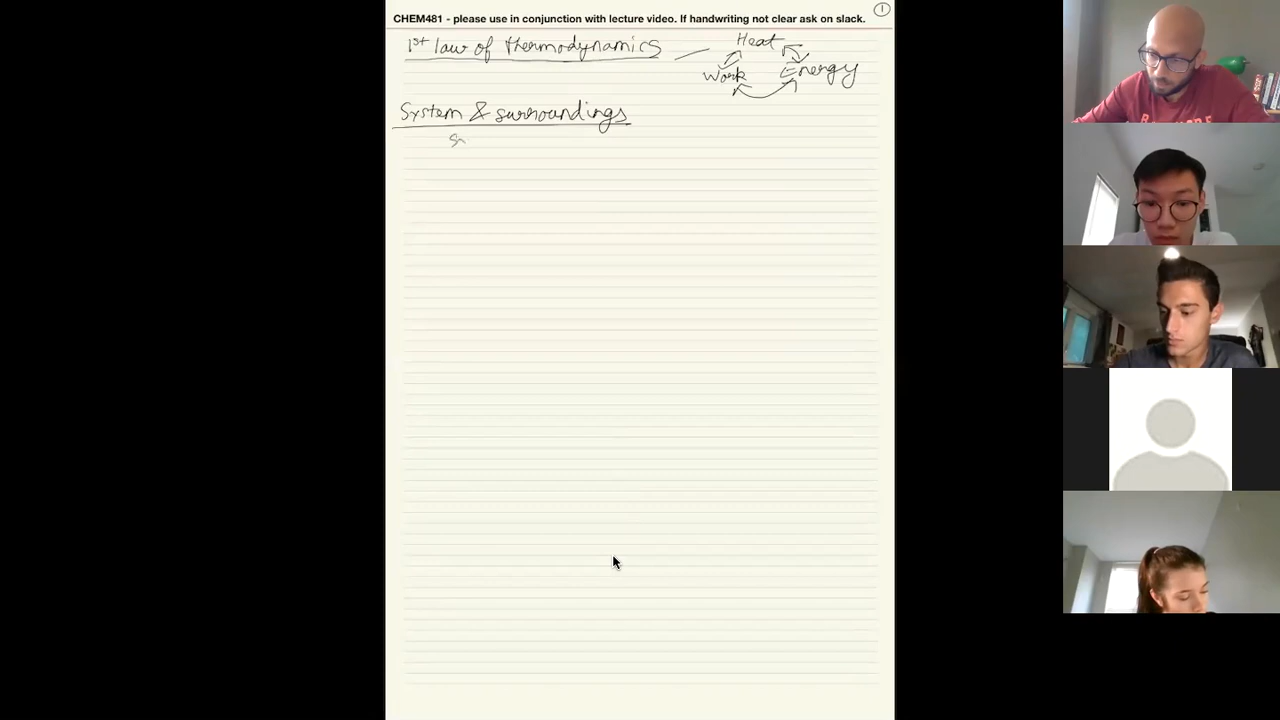 1
CHEM481 - please use in conjunction with lecture video. If handwriting not clear ask on slack.
1st law of thermodynamics
Heat
Work Energy
System & surroundings